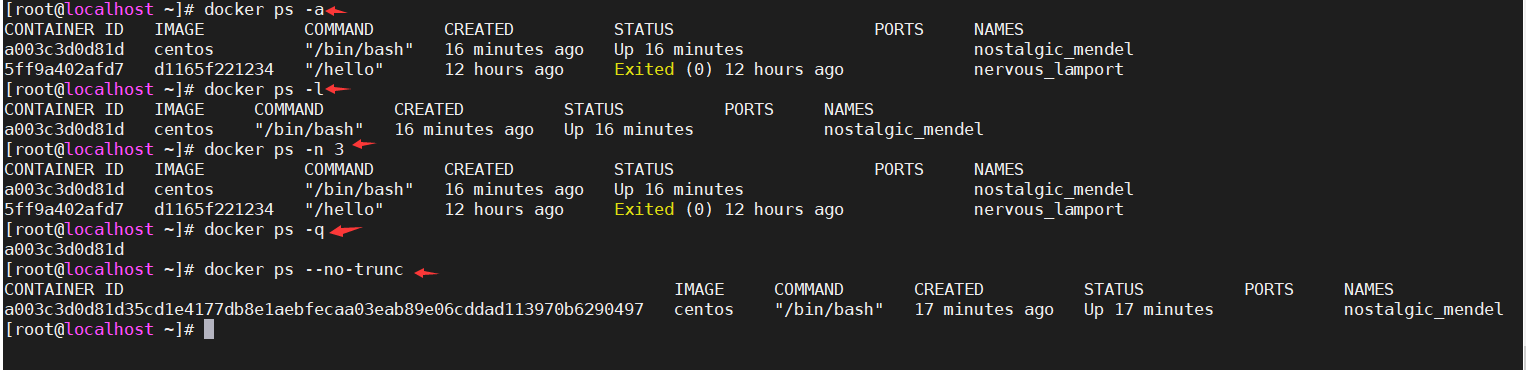 [root@localhost ~]# docker ps -a
CONTAINER ID   IMAGE          COMMAND       CREATED          STATUS                    PORTS     NAMES
a003c3d0d81d   centos         "/bin/bash"   16 minutes ago   Up 16 minutes                       nostalgic_mendel
5ff9a402afd7   d1165f221234   "/hello"      12 hours ago     Exited (0) 12 hours ago             nervous_lamport
[root@localhost ~]# docker ps -l
CONTAINER ID   IMAGE     COMMAND       CREATED          STATUS          PORTS     NAMES
a003c3d0d81d   centos    "/bin/bash"   16 minutes ago   Up 16 minutes             nostalgic_mendel
[root@localhost ~]# docker ps -n 3
CONTAINER ID   IMAGE          COMMAND       CREATED          STATUS                    PORTS     NAMES
a003c3d0d81d   centos         "/bin/bash"   16 minutes ago   Up 16 minutes                       nostalgic_mendel
5ff9a402afd7   d1165f221234   "/hello"      12 hours ago     Exited (0) 12 hours ago             nervous_lamport
[root@localhost ~]# docker ps -q
a003c3d0d81d
[root@localhost ~]# docker ps --no-trunc
CONTAINER ID                                                       IMAGE     COMMAND       CREATED          STATUS          PORTS     NAMES
a003c3d0d81d35cd1e4177db8e1aebfecaa03eab89e06cddad113970b6290497   centos    "/bin/bash"   17 minutes ago   Up 17 minutes             nostalgic_mendel
[root@localhost ~]#